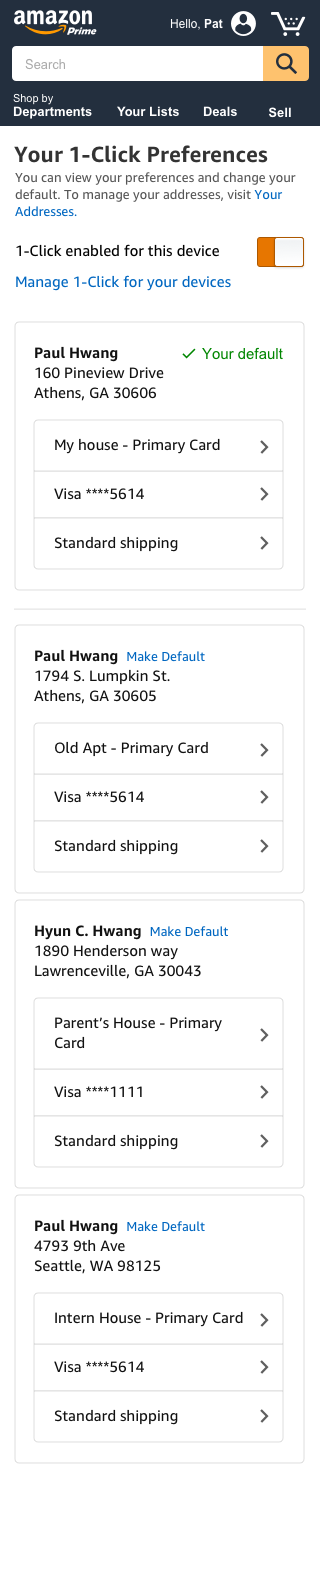 amazon
Prime
Hello, Pat
Search
Shop by
Departments Your Lists Deals Sell
Your 1-Click Preferences
You can view your preferences and change your
default. To manage your addresses, visit Your
Addresses.
1-Click enabled for this device
Manage 1-Click for your devices
Paul Hwang Your default
160 Pineview Drive
Athens, GA 30606
My house - Primary Card
Visa ****5614
Standard shipping
Paul Hwang Make Default
1794 S. Lumpkin St.
Athens, GA 30605
Old Apt - Primary Card
Visa ****5614
Standard shipping
Hyun C. Hwang Make Default
1890 Henderson way
Lawrenceville, GA 30043
Parent’s House - Primary
Card
Visa ****1111
Standard shipping
Paul Hwang Make Default
4793 9th Ave
Seattle, WA 98125
Intern House - Primary Card
Visa ****5614
Standard shipping